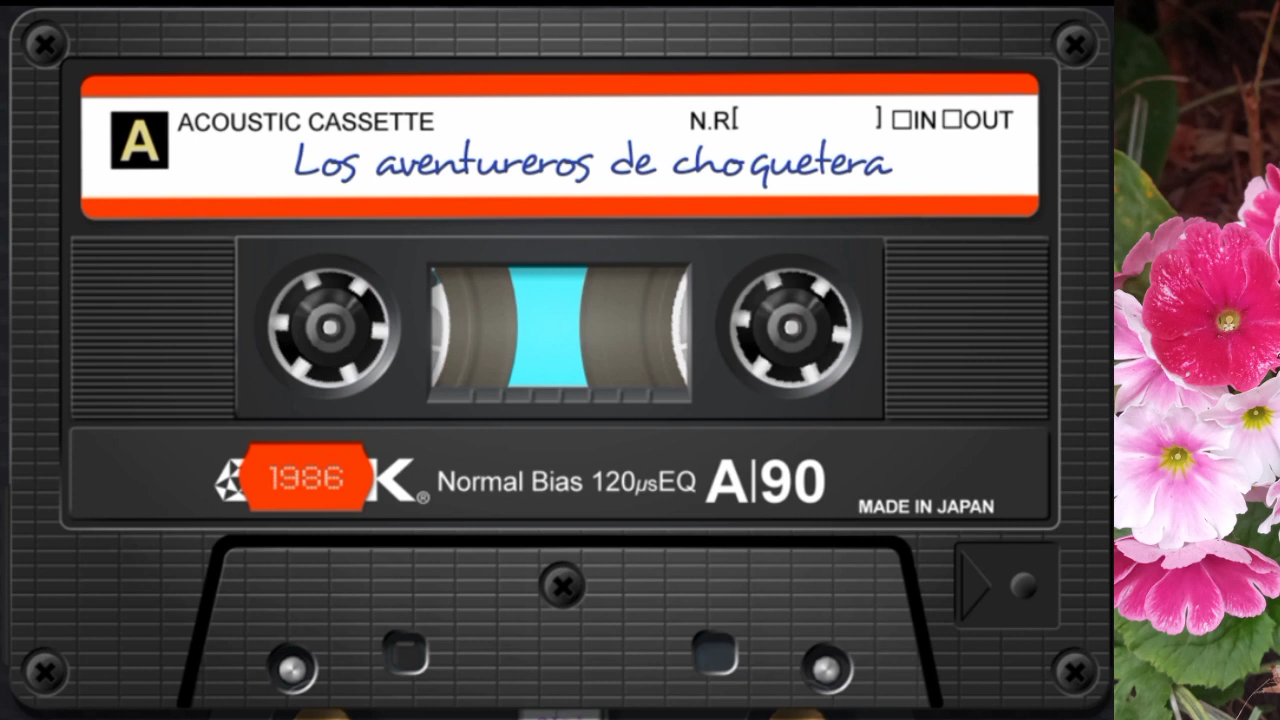 A ACOUSTIC CASSETTE N.R[ ] □IN □OUT
Los aventureros de choquetera
1986 K® Normal Bias 120µsEQ A|90
MADE IN JAPAN